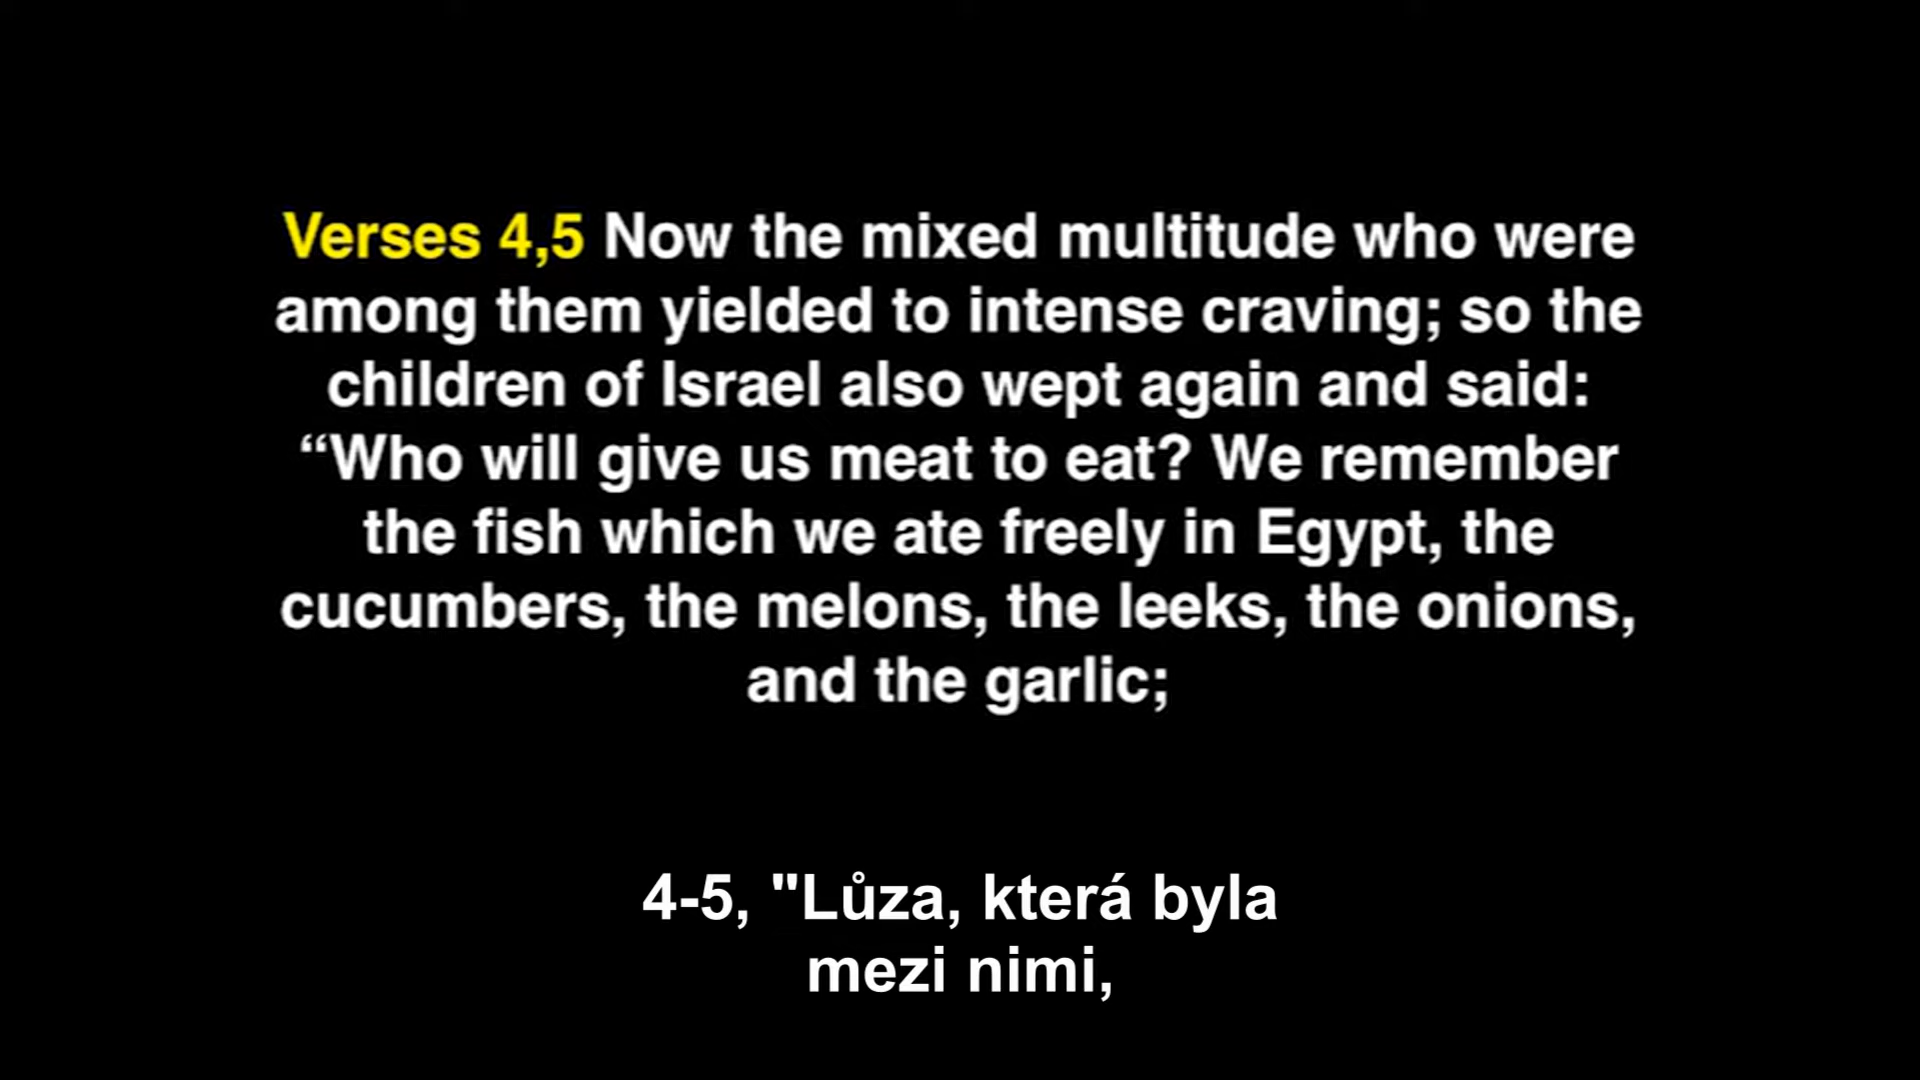 Verses 4,5 Now the mixed multitude who were
among them yielded to intense craving; so the
children of Israel also wept again and said:
“Who will give us meat to eat? We remember
the fish which we ate freely in Egypt, the
cucumbers, the melons, the leeks, the onions,
and the garlic;
4-5, "Lůza, která byla
mezi nimi,